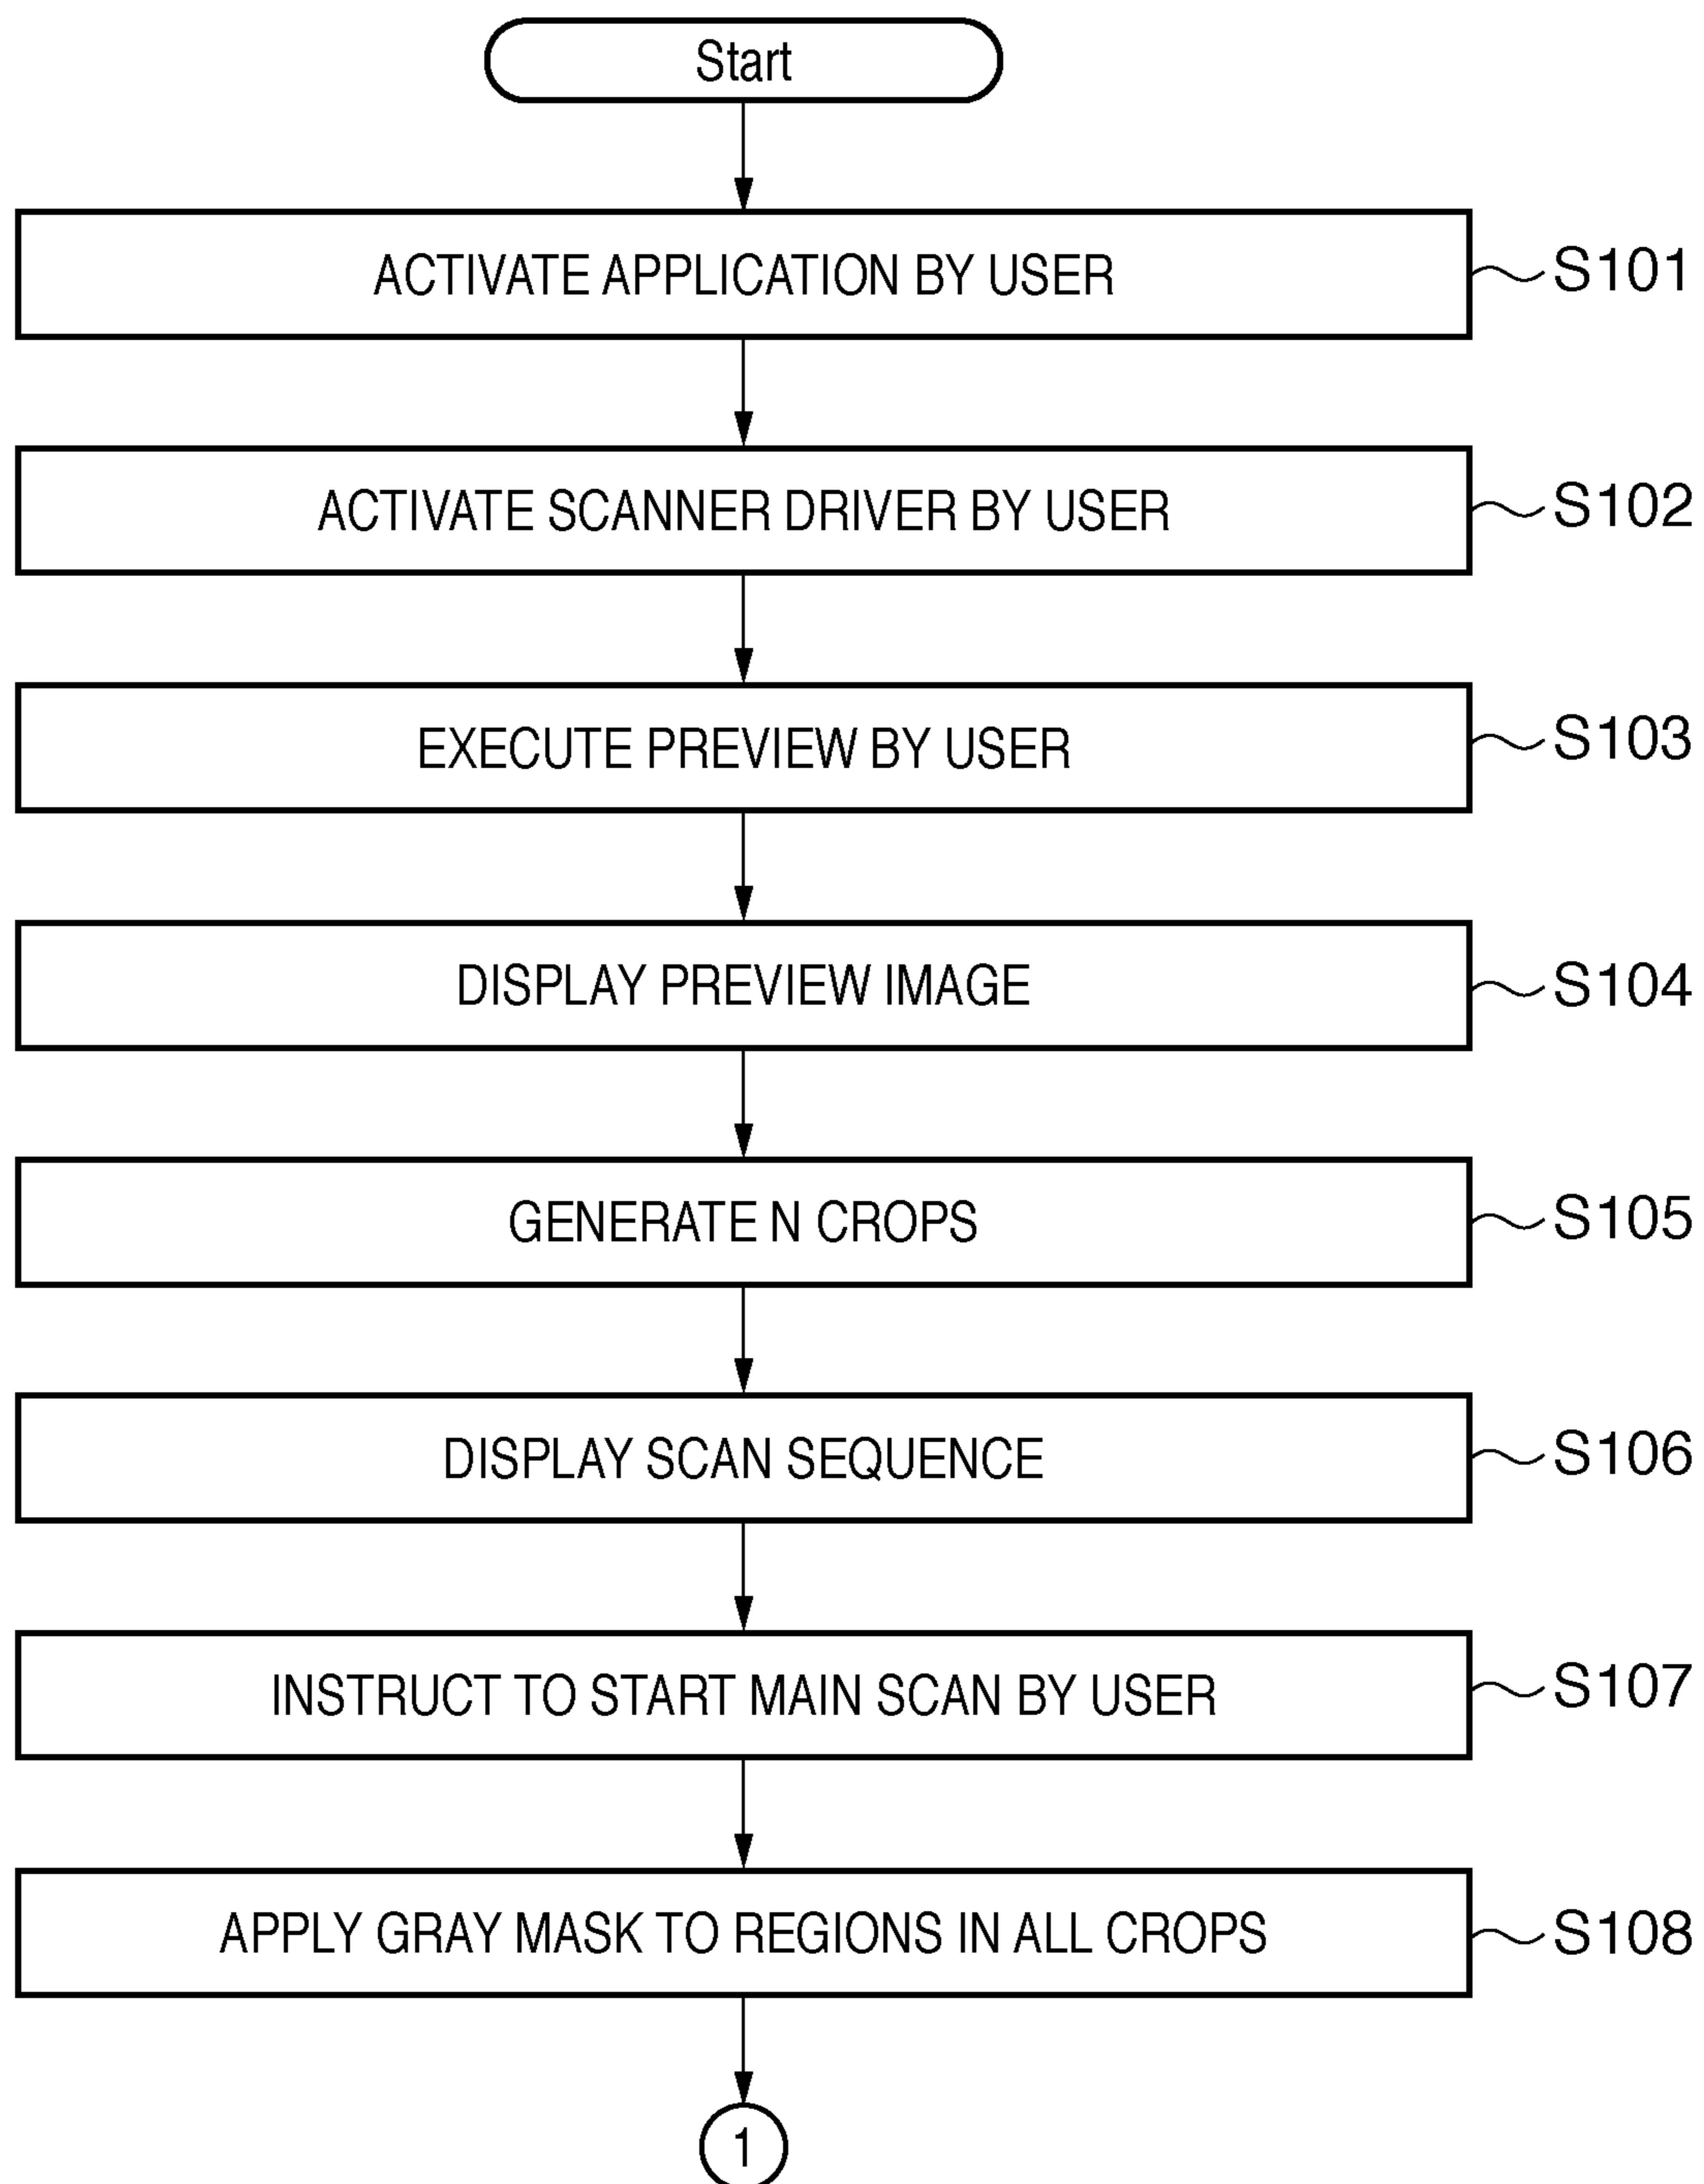 Start
ACTIVATE APPLICATION BY USER S101
ACTIVATE SCANNER DRIVER BY USER S102
EXECUTE PREVIEW BY USER S103
DISPLAY PREVIEW IMAGE S104
GENERATE N CROPS S105
DISPLAY SCAN SEQUENCE S106
INSTRUCT TO START MAIN SCAN BY USER S107
APPLY GRAY MASK TO REGIONS IN ALL CROPS S108
1